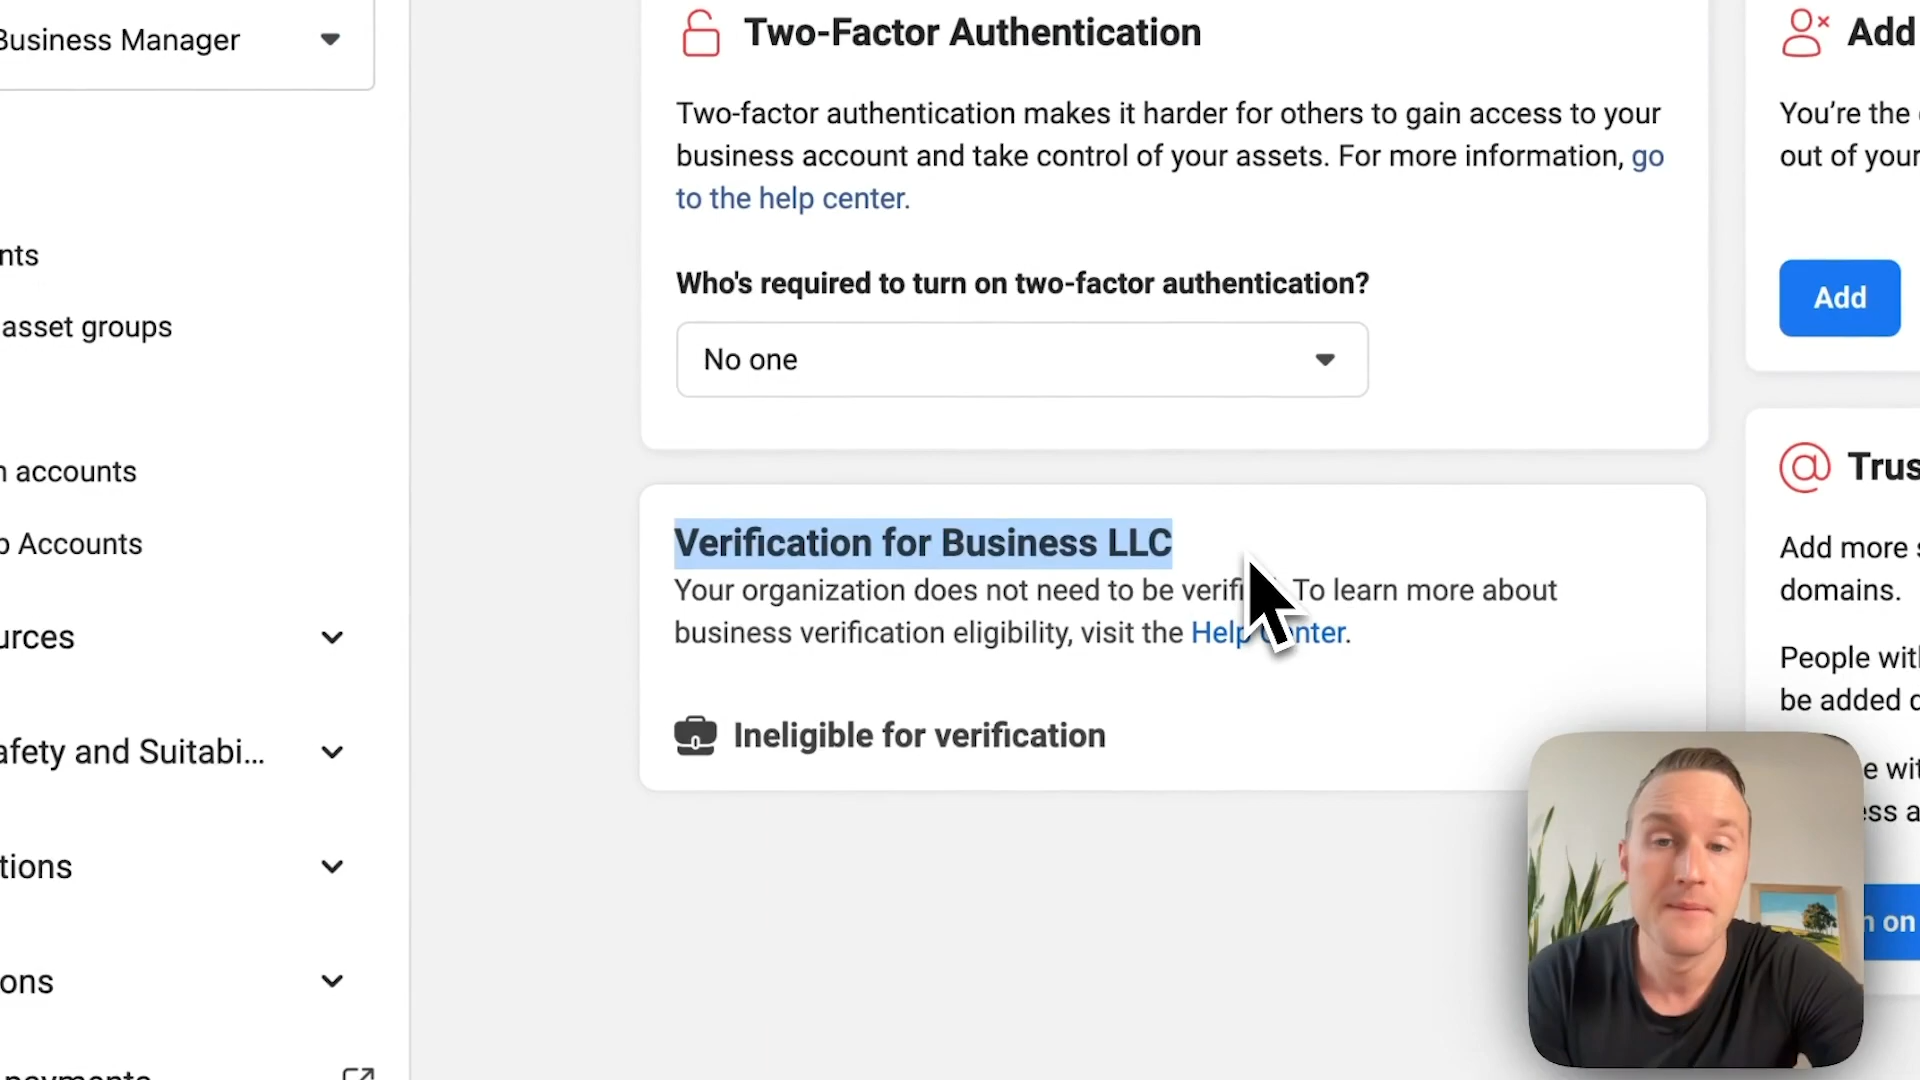 Business Manager
nts
asset groups
accounts
Accounts
urces
afety and Suitabi...
tions
ons
Two-Factor Authentication
Two-factor authentication makes it harder for others to gain access to your
business account and take control of your assets. For more information, go
to the help center.
Who's required to turn on two-factor authentication?
No one
Verification for Business LLC
Your organization does not need to be verifi To learn more about
business verification eligibility, visit the Help nter.
Ineligible for verification
Add
You're the
out of your
Add
Trus
Add more
domains.
People with
be added
e wit
ess a
on